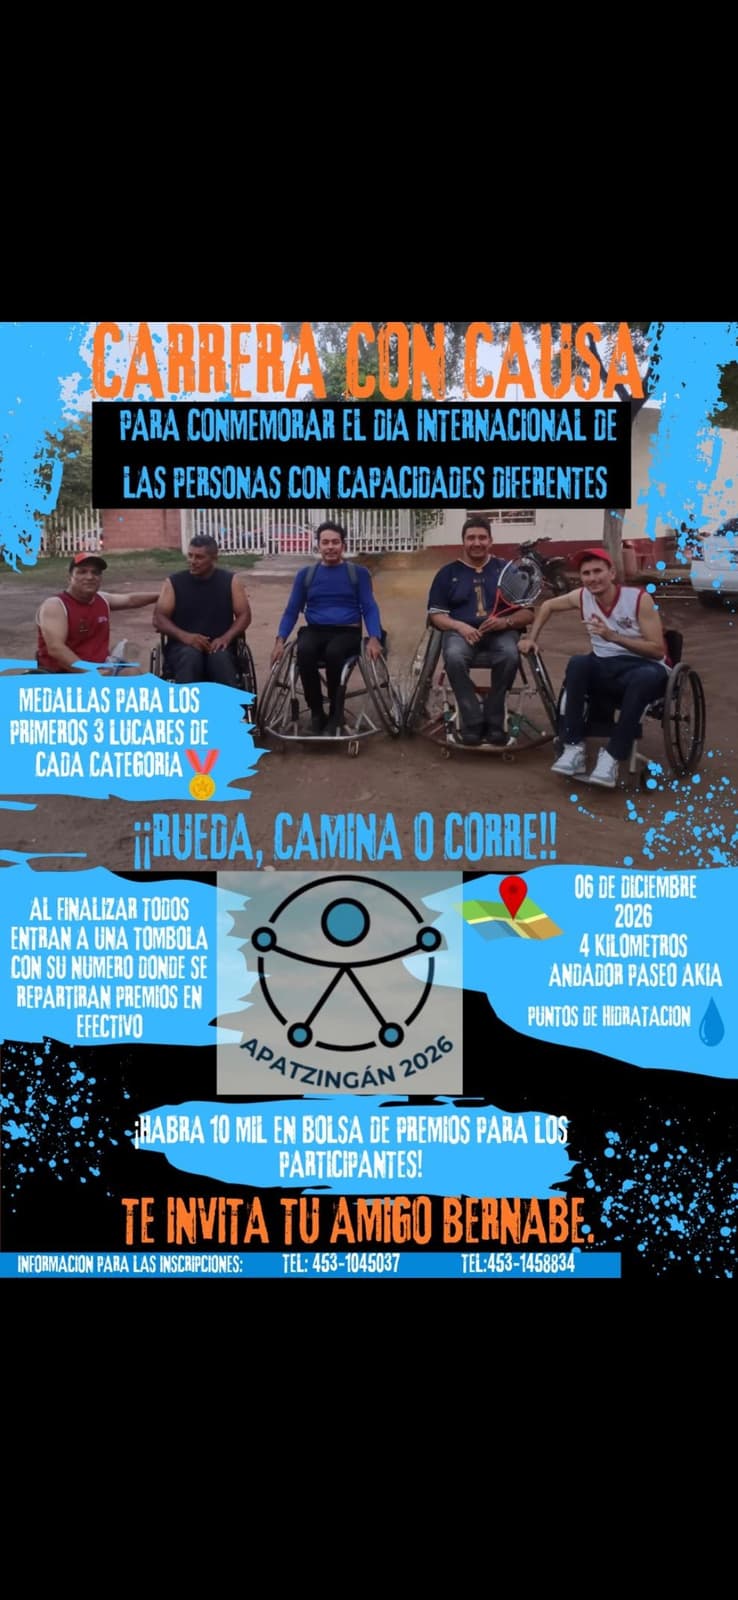 CARRERA CON CAUSA
PARA CONMEMORAR EL DIA INTERNACIONAL DE
LAS PERSONAS CON CAPACIDADES DIFERENTES
1
MEDALLAS PARA LOS
PRIMEROS 3 LUCARES DE
CADA CATEGORIA
¡¡RUEDA, CAMINA O CORRE!!
AL FINALIZAR TODOS
ENTRAN A UNA TOMBOLA
CON SU NUMERO DONDE SE
REPARTIRAN PREMIOS EN
EFECTIVO
APATZINGÁN 2026
06 DE DICIEMBRE
2026
4 KILOMETROS
ANDADOR PASEO AKIA
PUNTOS DE HIDRATACION
¡HABRA 10 MIL EN BOLSA DE PREMIOS PARA LOS
PARTICIPANTES!
TE INVITA TU AMIGO BERNABE.
INFORMACION PARA LAS INSCRIPCIONES: TEL: 453-1045037 TEL:453-1458834